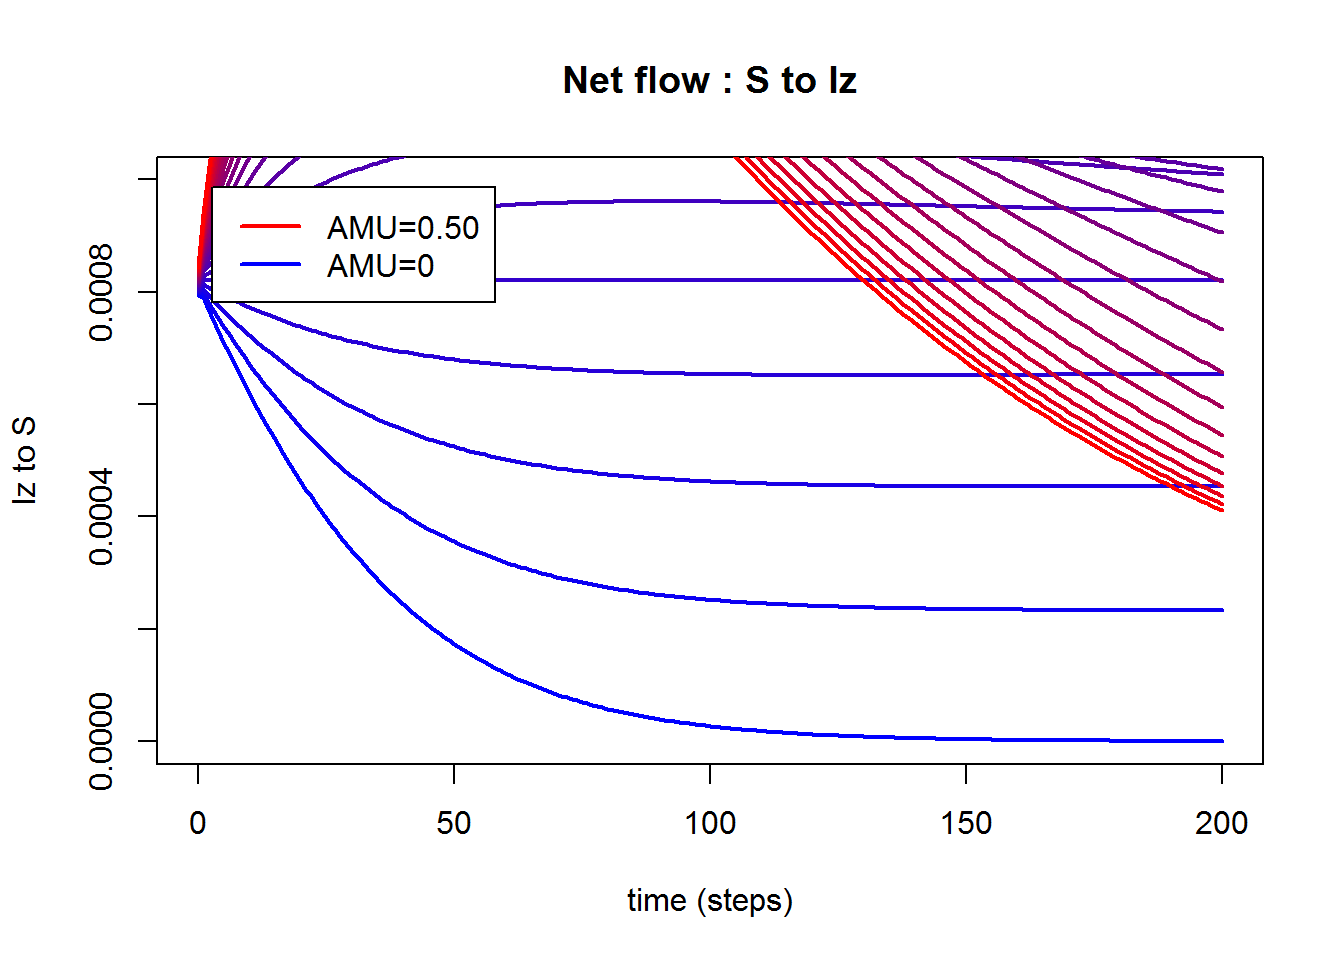 Net flow : S to Iz
AMU=0.50
AMU=0
Iz to S
0.0008
0.0004
0.0000
0 50 100 150 200
time (steps)